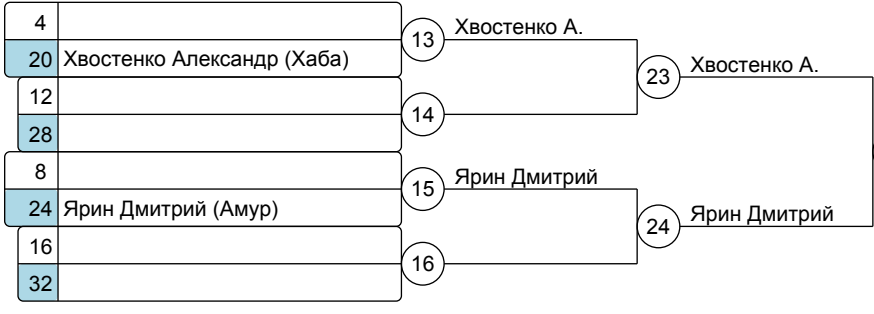 4
20 Хвостенко Александр (Хаба)
12
28
8
24 Ярин Дмитрий (Амур)
16
32
13 Хвостенко А.
14
15 Ярин Дмитрий
16
23 Хвостенко А.
24 Ярин Дмитрий